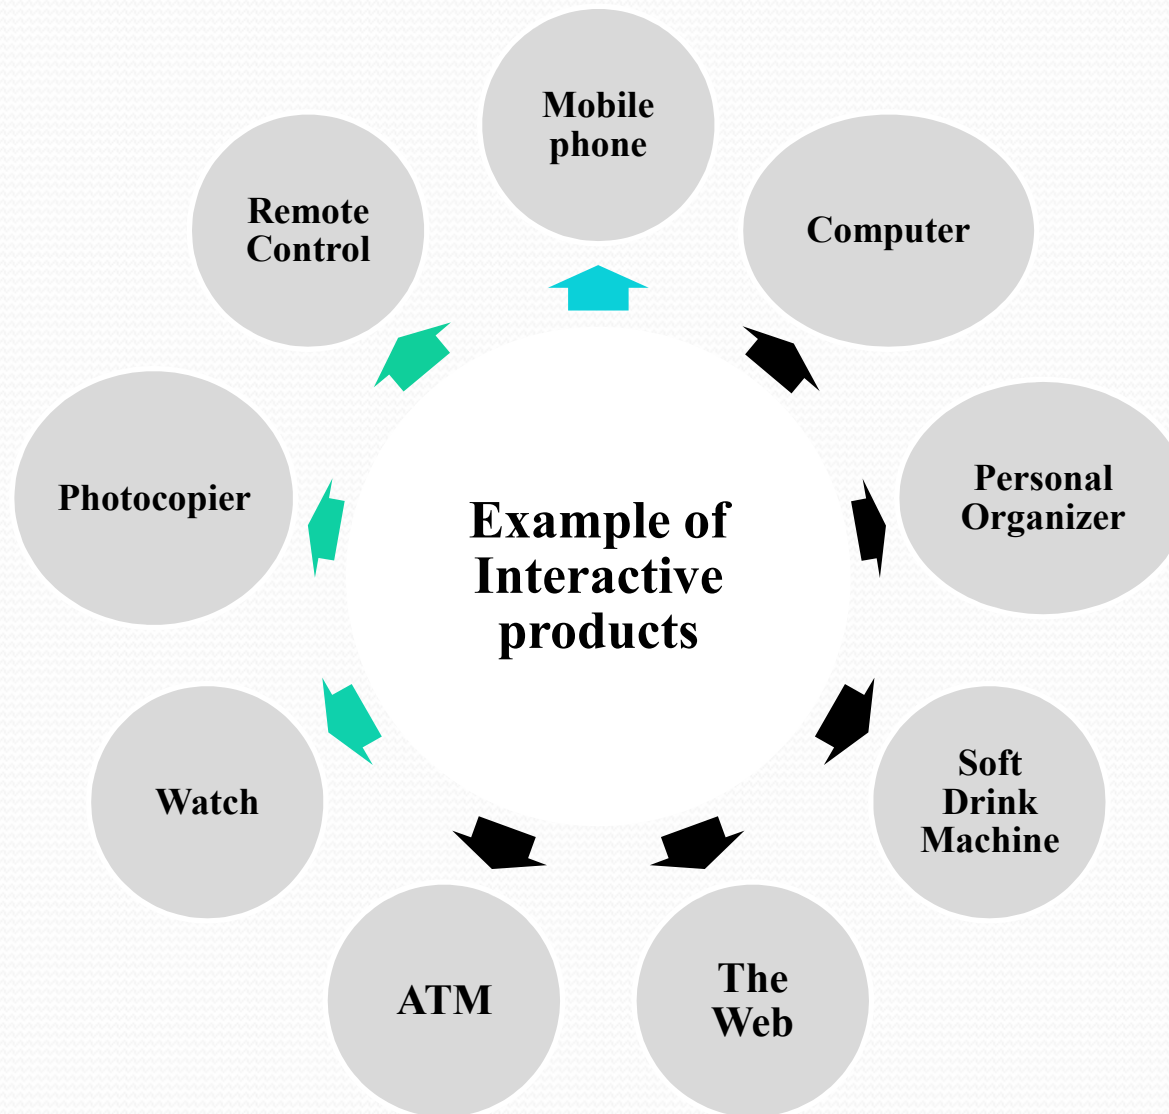 Mobile
phone
Computer
Personal
Organizer
Soft
Drink
Machine
The
Web
ATM
Watch
Photocopier
Remote
Control
Example of
Interactive
products